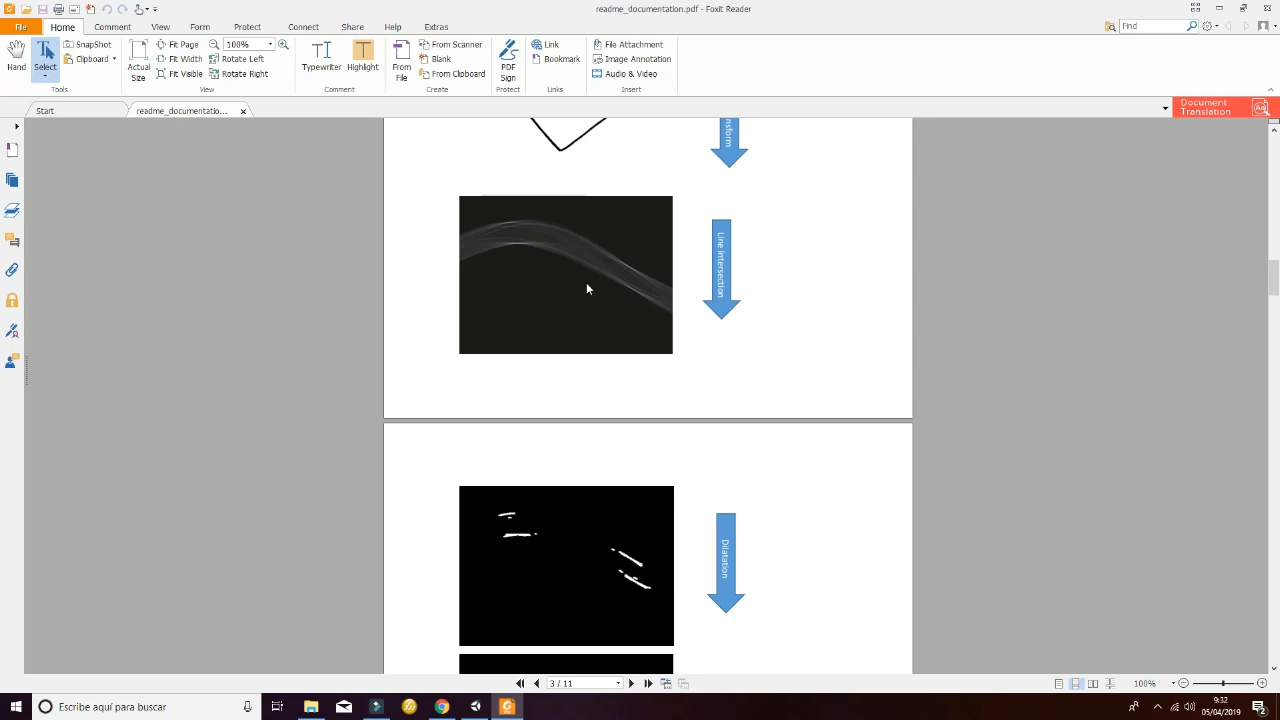 readme_documentation.pdf - Foxit Reader
File Home Comment View Form Protect Connect Share Help Extras
Find
Hand
Select
SnapShot
Clipboard
Tools
Actual
Size
Fit Page
Fit Width
Fit Visible
100%
Rotate Left
Rotate Right
View
Typewriter
Highlight
Comment
From
File
From Scanner
Blank
From Clipboard
Create
PDF
Sign
Protect
Link
Bookmark
Links
File Attachment
Image Annotation
Audio & Video
Insert
Start
readme_documentatio...
Document
Translation
nsform
Line Intersection
Dilatation
3 / 11
100%
Escribe aquí para buscar
9:32
05/04/2019
2